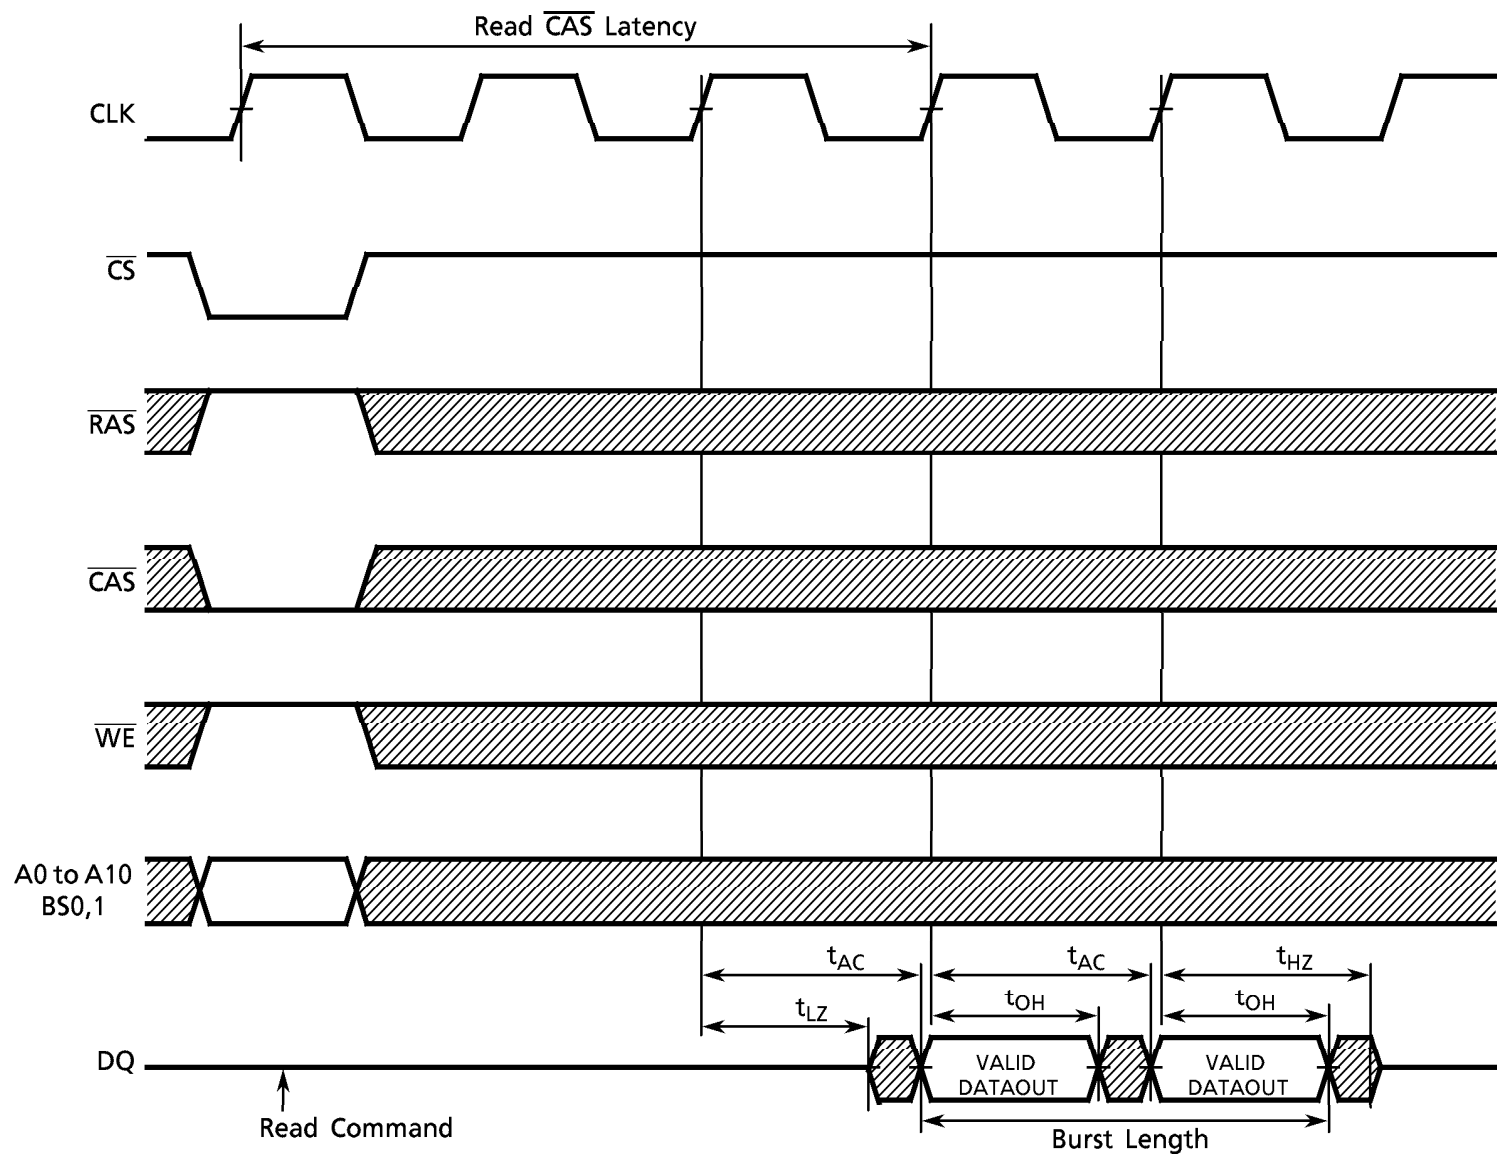 Read CAS Latency
CLK
CS
RAS
CAS
WE
A0 to A10
BS0,1
tAC
tAC
tHZ
tLZ
tOH
tOH
DQ
VALID
DATAOUT
VALID
DATAOUT
Read Command
Burst Length